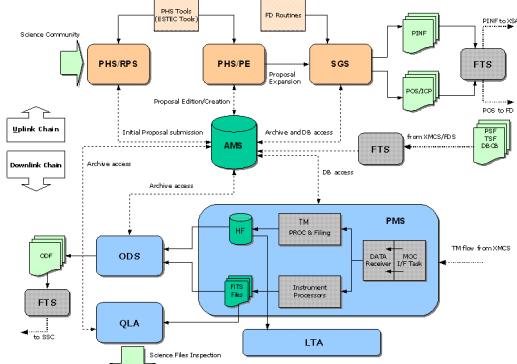 PHS Tools
(ESTEC Tools)
FD Routines
Science Community
PHS/RPS
PHS/PE
Proposal
Expansion
SGS
PINF
POS/ICP
PINF to XSA
FTS
POS to FD
Proposal Edition/Creation
Uplink Chain
Initial Proposal submission
Archive and DB access
AMS
Downlink Chain
Archive access
from XMCS/FDS
FTS
PSF
TSF
DBOB
DB access
Archive access
PMS
HF
TM
PROC & Filing
ODS
ODF
DATA
Receiver
MOC
I/F Task
TM flow from XMCS
FITS
Files
Instrument
Processors
FTS
to SSC
QLA
LTA
Science Files Inspection